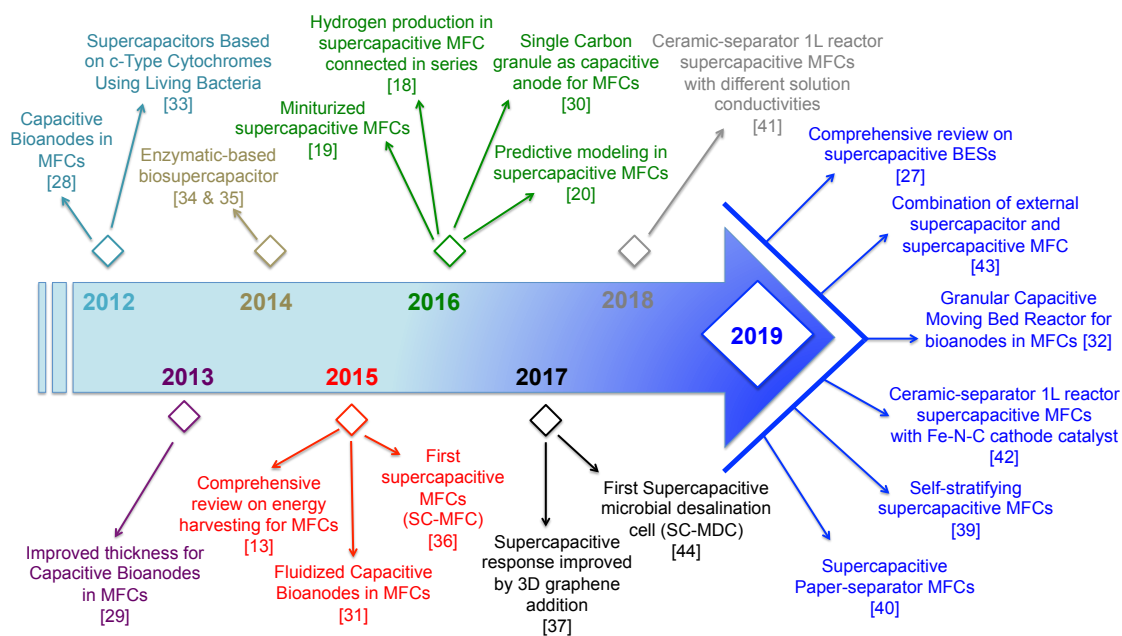 Supercapacitors Based
on c-Type Cytochromes
Using Living Bacteria
[33]
Capacitive
Bioanodes in
MFCs
[28]
Enzymatic-based
biosupercapacitor
[34 & 35]
Hydrogen production in
supercapacitive MFC
connected in series
[18]
Miniturized
supercapacitive MFCs
[19]
Single Carbon
granule as capacitive
anode for MFCs
[30]
Predictive modeling in
supercapacitive MFCs
[20]
Ceramic-separator 1L reactor
supercapacitive MFCs
with different solution
conductivities
[41]
Comprehensive review on
supercapacitive BESs
[27]
Combination of external
supercapacitor and
supercapacitive MFC
[43]
Granular Capacitive
Moving Bed Reactor for
bioanodes in MFCs [32]
Ceramic-separator 1L reactor
supercapacitive MFCs
with Fe-N-C cathode catalyst
[42]
Self-stratifying
supercapacitive MFCs
[39]
Supercapacitive
Paper-separator MFCs
[40]
2012
2014
2016
2018
2019
2013
2015
2017
Improved thickness for
Capacitive Bioanodes
in MFCs
[29]
Comprehensive
review on energy
harvesting for MFCs
[13]
Fluidized Capacitive
Bioanodes in MFCs
[31]
First
supercapacitive
MFCs
(SC-MFC)
[36]
Supercapacitive
response improved
by 3D graphene
addition
[37]
First Supercapacitive
microbial desalination
cell (SC-MDC)
[44]